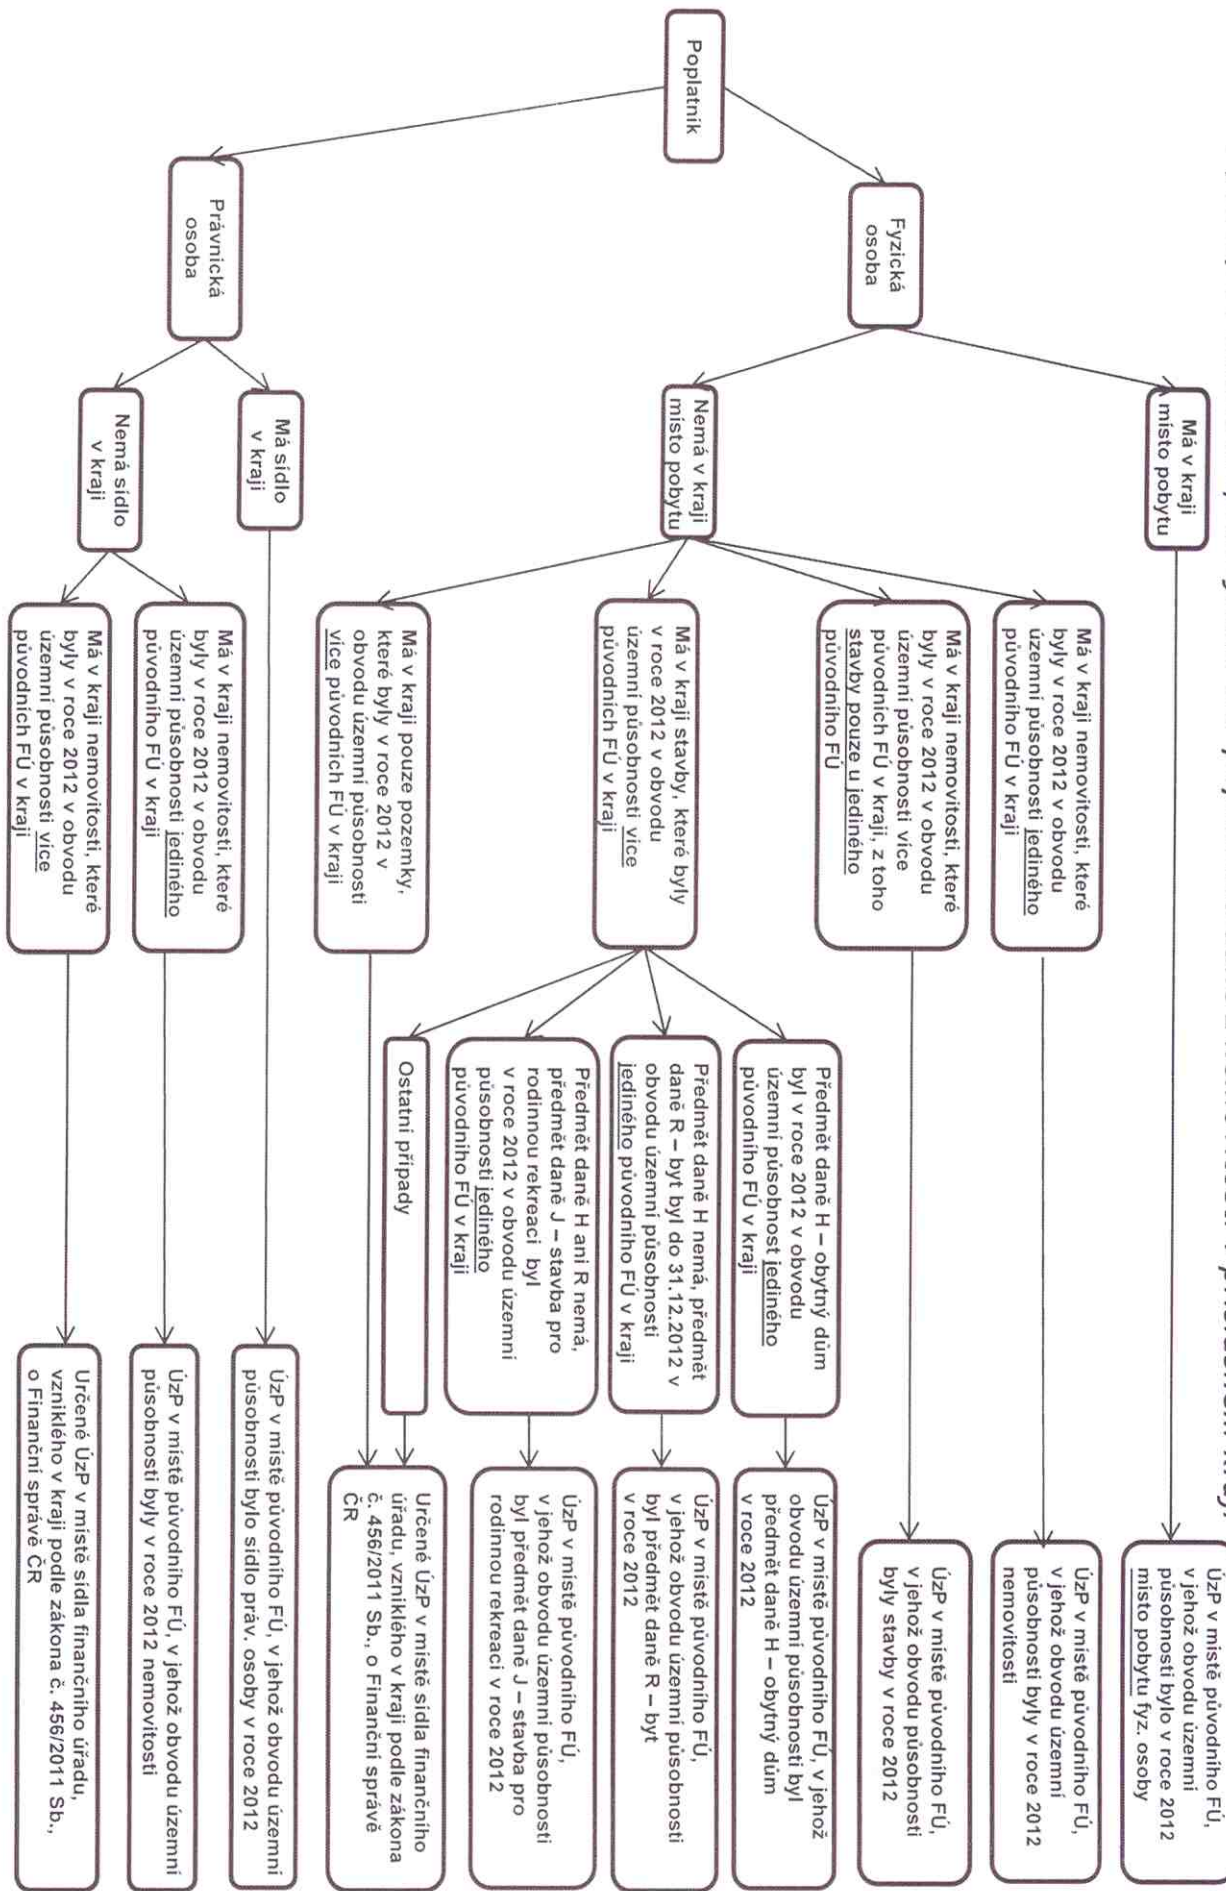 Poplatník
Fyzická
osoba
Právnická
osoba
Má v kraji
místo pobytu
Nemá v kraji
místo pobytu
Má sídlo
v kraji
Nemá sídlo
v kraji
Má v kraji nemovitosti, které
byly v roce 2012 v obvodu
územní působnosti jediného
původního FÚ v kraji
Má v kraji nemovitosti, které
byly v roce 2012 v obvodu
územní působnosti více
původních FÚ v kraji, z toho
stavby pouze u jediného
původního FÚ
Má v kraji stavby, které byly
v roce 2012 v obvodu
územní působnosti více
původních FÚ v kraji
Má v kraji pouze pozemky,
které byly v roce 2012 v
obvodu územní působnosti
více původních FÚ v kraji
Má v kraji nemovitosti, které
byly v roce 2012 v obvodu
územní působnosti jediného
původního FÚ v kraji
Má v kraji nemovitosti, které
byly v roce 2012 v obvodu
územní působnosti více
původních FÚ v kraji
Předmět daně H – obytný dům
byl v roce 2012 v obvodu
územní působnost jediného
původního FÚ v kraji
Předmět daně H nemá, předmět
daně R – byt byl do 31.12.2012 v
obvodu územní působnosti
jediného původního FÚ v kraji
Předmět daně H ani R nemá,
předmět daně J – stavba pro
rodinnou rekreaci byl
v roce 2012 v obvodu územní
působnosti jediného
původního FÚ v kraji
Ostatní případy
ÚzP v místě původního FÚ,
v jehož obvodu územní
působnosti bylo v roce 2012
místo pobytu fyz. osoby
ÚzP v místě původního FÚ,
v jehož obvodu územní
působnosti byly v roce 2012
nemovitosti
ÚzP v místě původního FÚ,
v jehož obvodu působnosti
byly stavby v roce 2012
ÚzP v místě původního FÚ, v jehož
obvodu územní působnosti byl
předmět daně H – obytný dům
v roce 2012
ÚzP v místě původního FÚ,
v jehož obvodu územní působnosti
byl předmět daně R – byt
v roce 2012
ÚzP v místě původního FÚ,
v jehož obvodu územní působnosti
byl předmět daně J – stavba pro
rodinnou rekreaci v roce 2012
Určené ÚzP v místě sídla finančního
úřadu, vzniklého v kraji podle zákona
č. 456/2011 Sb., o Finanční správě
ČR
ÚzP v místě původního FÚ, v jehož obvodu územní
působnosti bylo sídlo práv. osoby v roce 2012
ÚzP v místě původního FÚ, v jehož obvodu územní
působnosti byly v roce 2012 nemovitosti
Určené ÚzP v místě sídla finančního úřadu,
vzniklého v kraji podle zákona č. 456/2011 Sb.,
o Finanční správě ČR